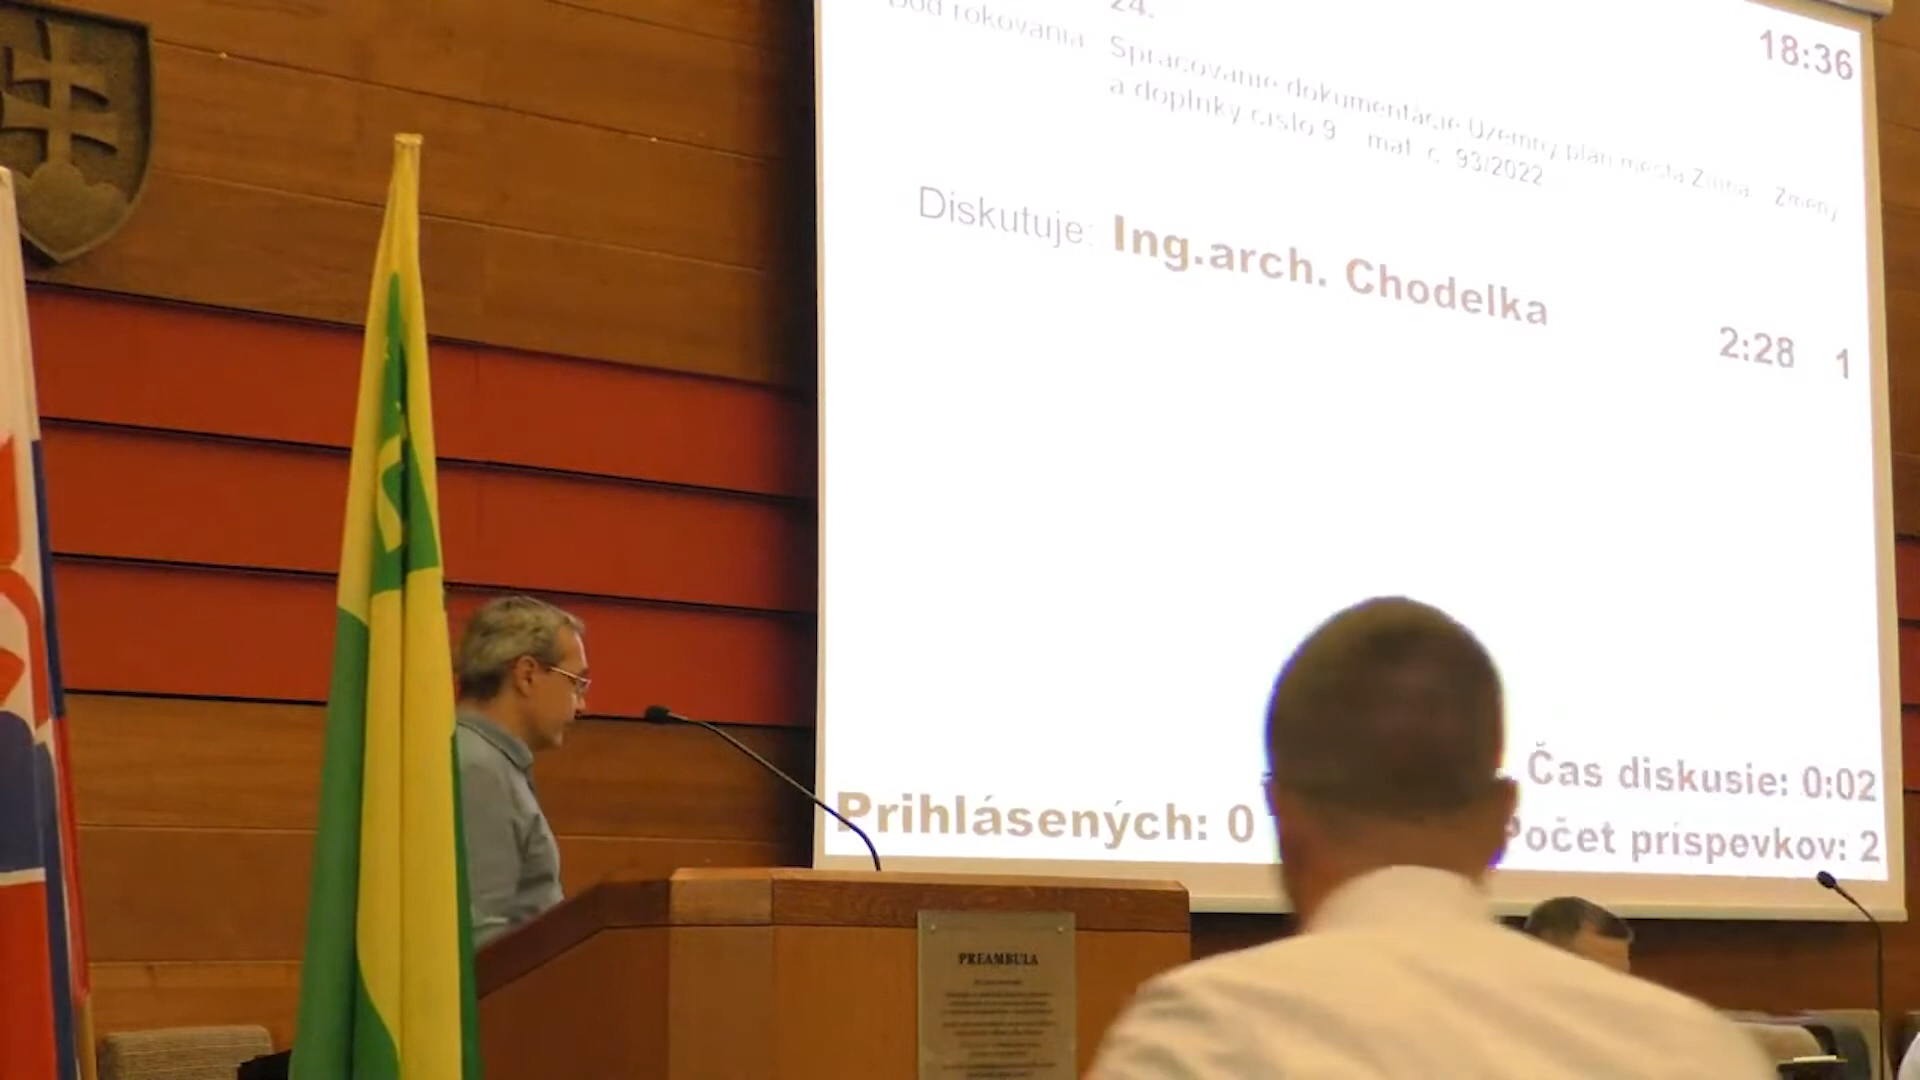 24.
18:36
Bod rokovania Spracovanie dokumentácie Územný plán mesta Žilina Zmeny
a doplnky číslo 9 mat. č. 93/2022
Diskutuje: Ing.arch. Chodelka
2:28 1
Čas diskusie: 0:02
Prihlásených: 0
Počet príspevkov: 2
PREAMBULA